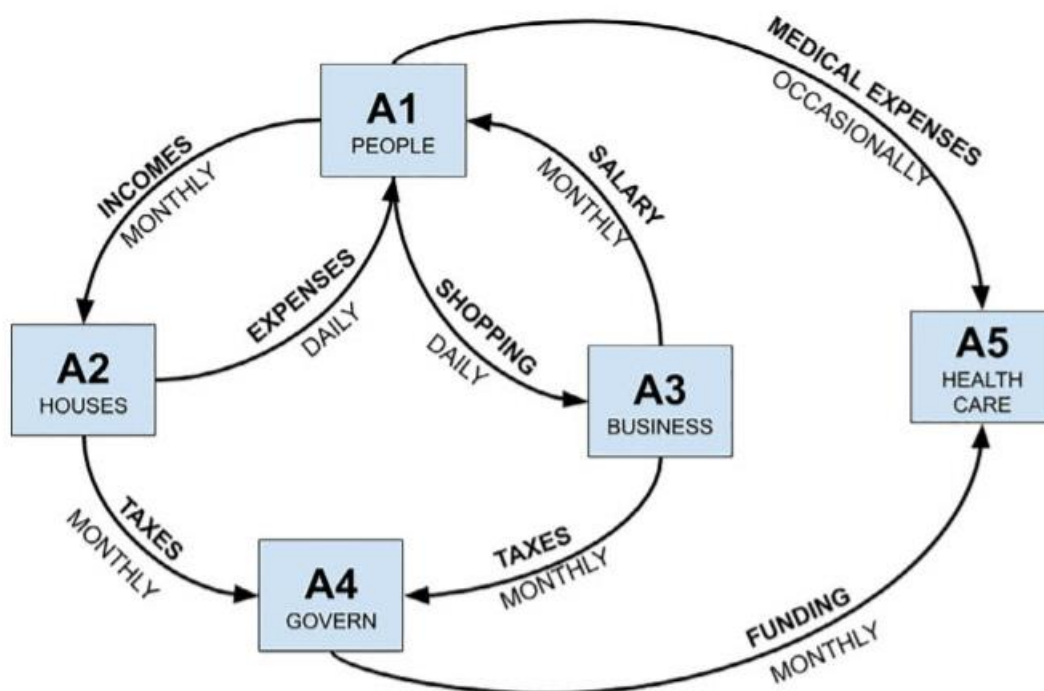 MEDICAL EXPENSES
OCCASIONALLY
A1
PEOPLE
INCOMES
MONTHLY
SALARY
MONTHLY
EXPENSES
DAILY
SHOPPING
DAILY
A2
HOUSES
A3
BUSINESS
A5
HEALTH
CARE
TAXES
MONTHLY
A4
GOVERN
TAXES
MONTHLY
FUNDING
MONTHLY